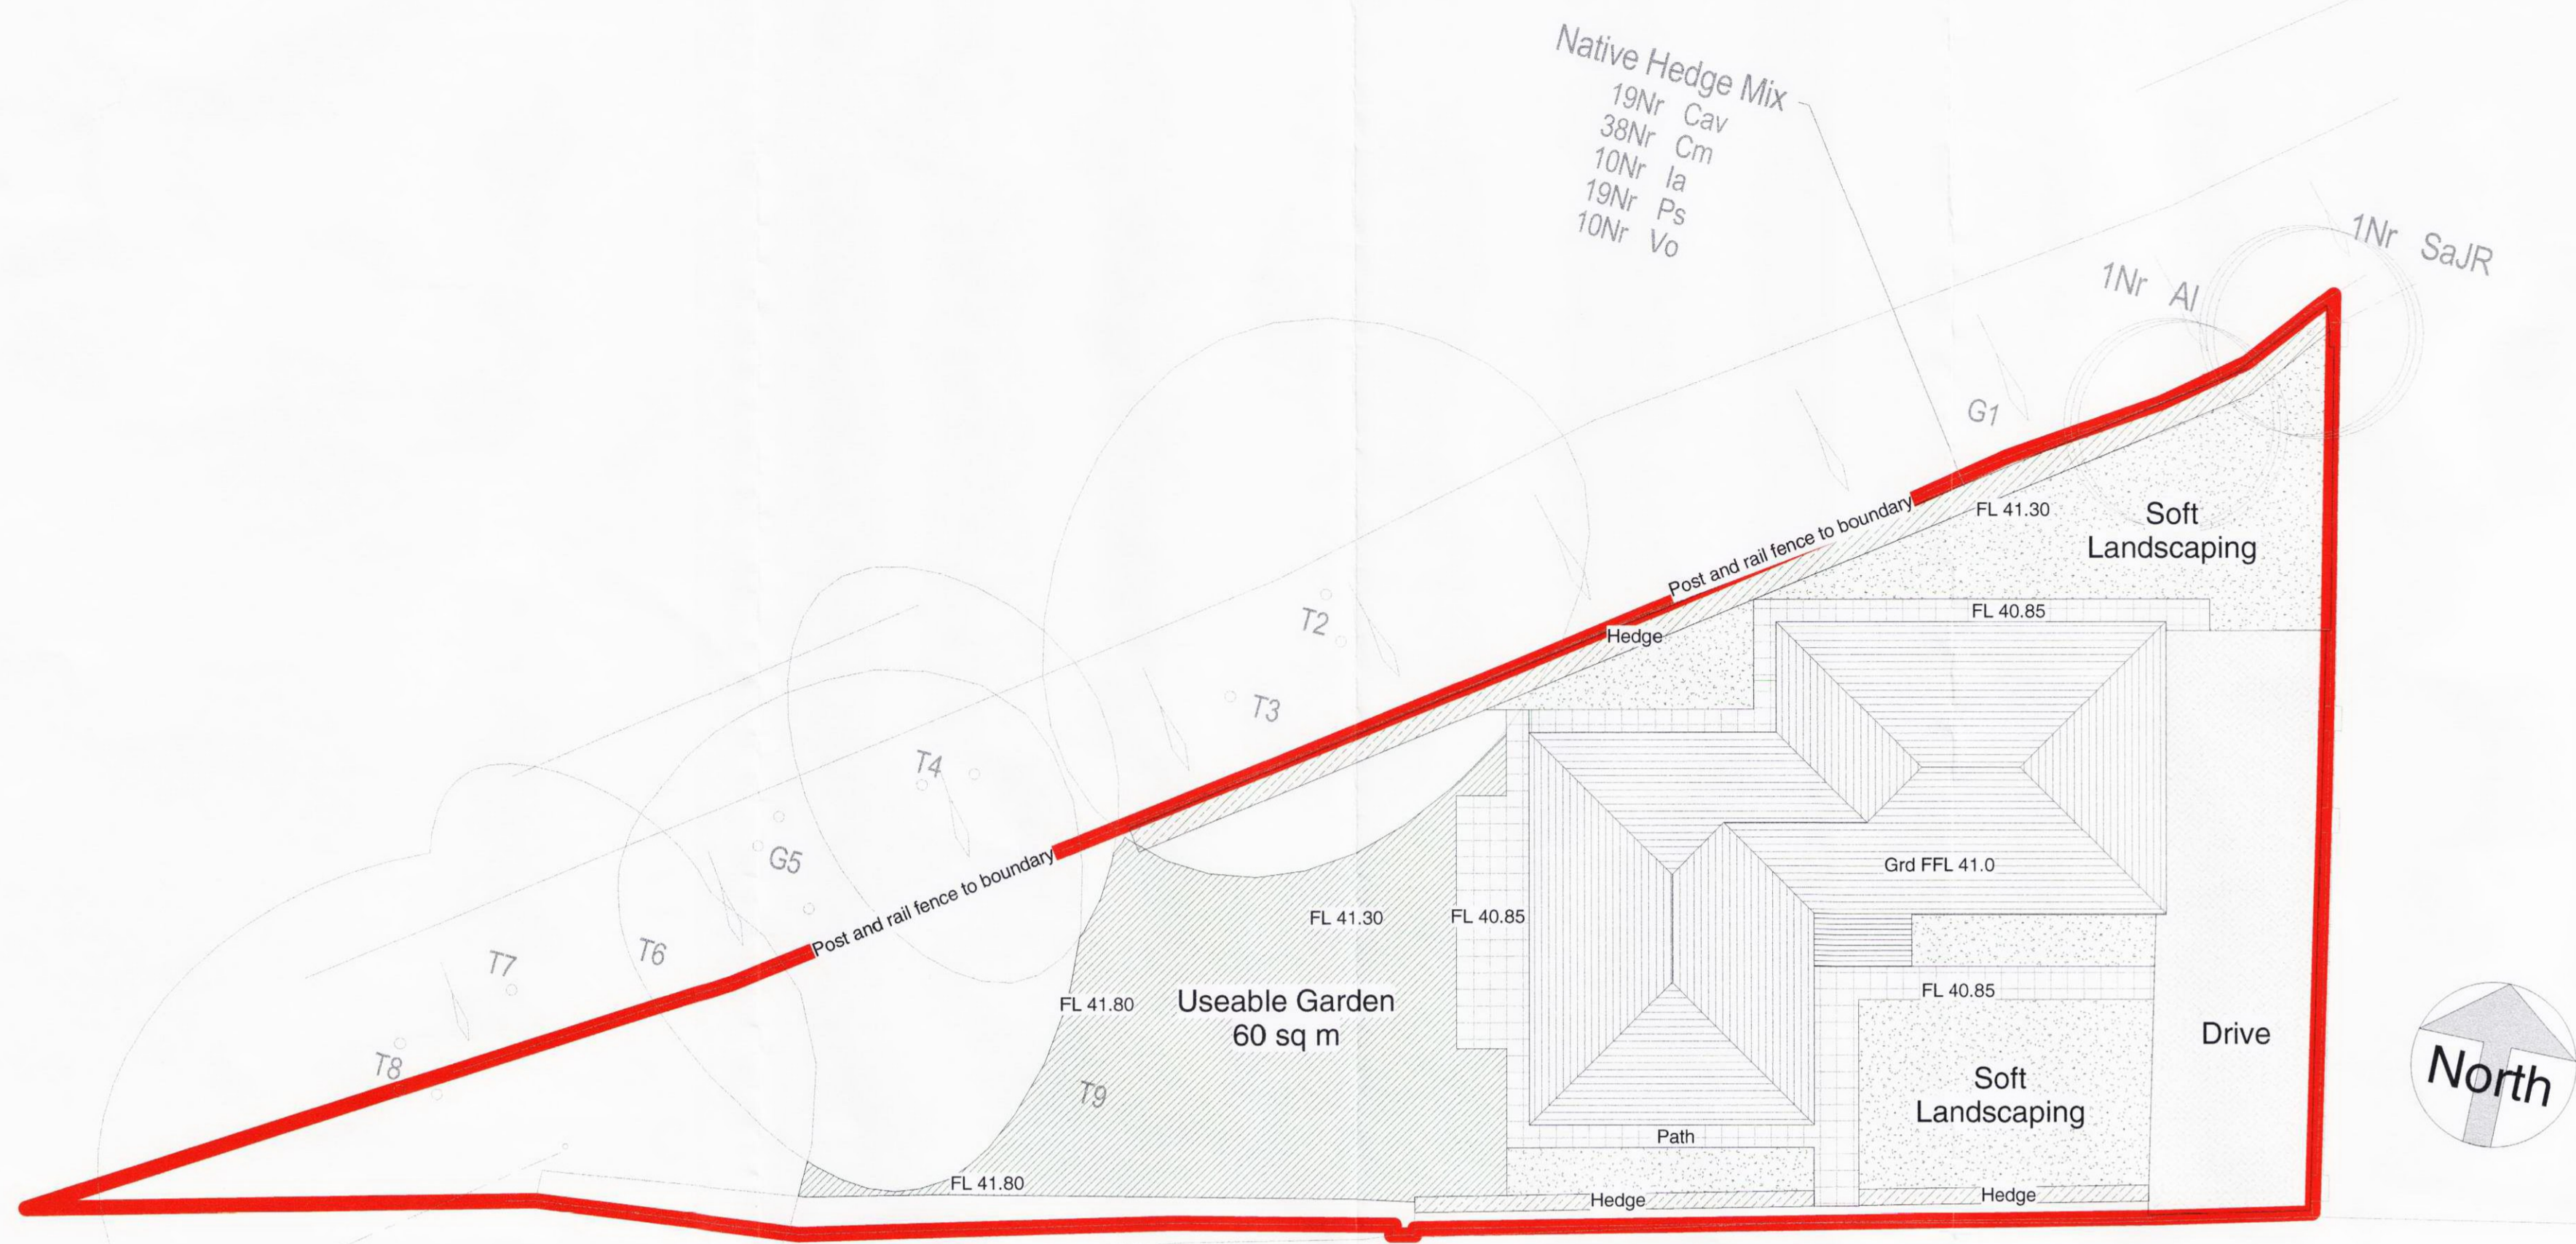 Native Hedge Mix
19Nr Cav
38Nr Cm
10Nr Ia
19Nr Ps
10Nr Vo
1Nr SaJR
1Nr Al
G1
Post and rail fence to boundary
FL 41.30
Soft
Landscaping
FL 40.85
Hedge
T2
T3
T4
G5
Post and rail fence to boundary
T6
T7
T8
Grd FFL 41.0
FL 41.30
FL 40.85
FL 41.80
Useable Garden
60 sq m
T9
FL 40.85
Drive
Soft
Landscaping
North
Path
FL 41.80
Hedge
Hedge